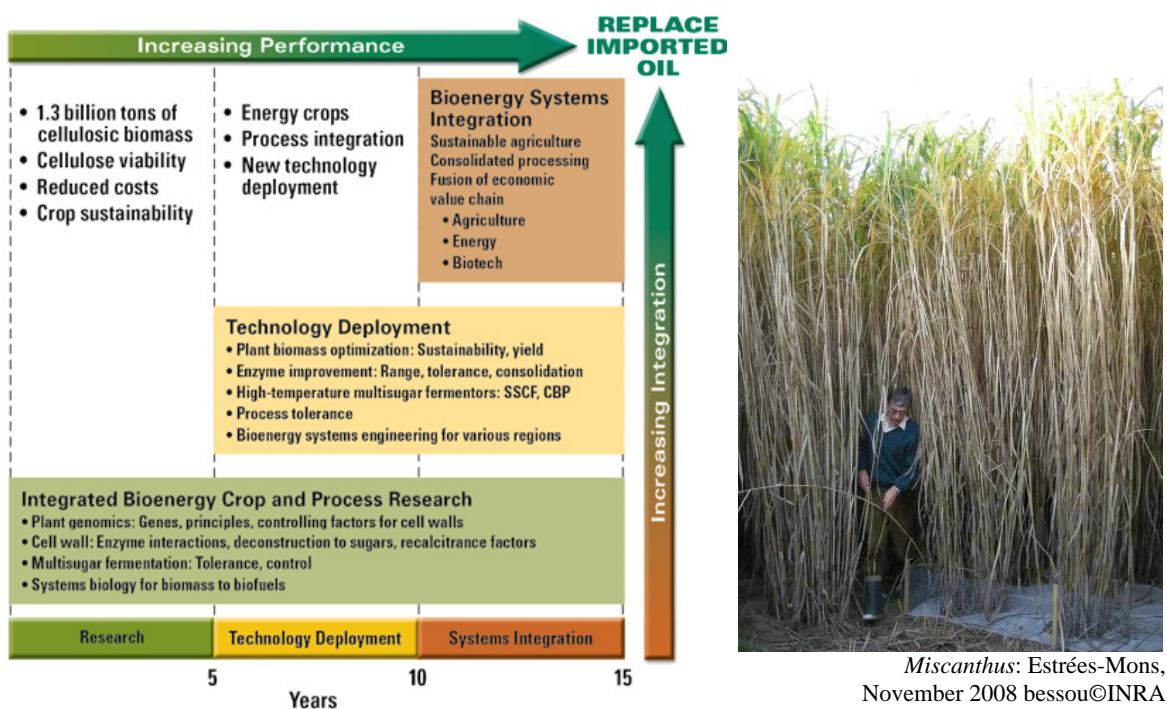 Increasing Performance
REPLACE
IMPORTED
OIL
• 1.3 billion tons of
cellulosic biomass
• Cellulose viability
• Reduced costs
• Crop sustainability
• Energy crops
• Process integration
• New technology
deployment
Bioenergy Systems
Integration
Sustainable agriculture
Consolidated processing
Fusion of economic
value chain
• Agriculture
• Energy
• Biotech
Technology Deployment
• Plant biomass optimization: Sustainability, yield
• Enzyme improvement: Range, tolerance, consolidation
• High-temperature multisugar fermentors: SSCF, CBP
• Process tolerance
• Bioenergy systems engineering for various regions
Integrated Bioenergy Crop and Process Research
• Plant genomics: Genes, principles, controlling factors for cell walls
• Cell wall: Enzyme interactions, deconstruction to sugars, recalcitrance factors
• Multisugar fermentation: Tolerance, control
• Systems biology for biomass to biofuels
Increasing Integration
Research
Technology Deployment
Systems Integration
5
10
15
Years
Miscanthus: Estrées-Mons,
November 2008 bessou©INRA